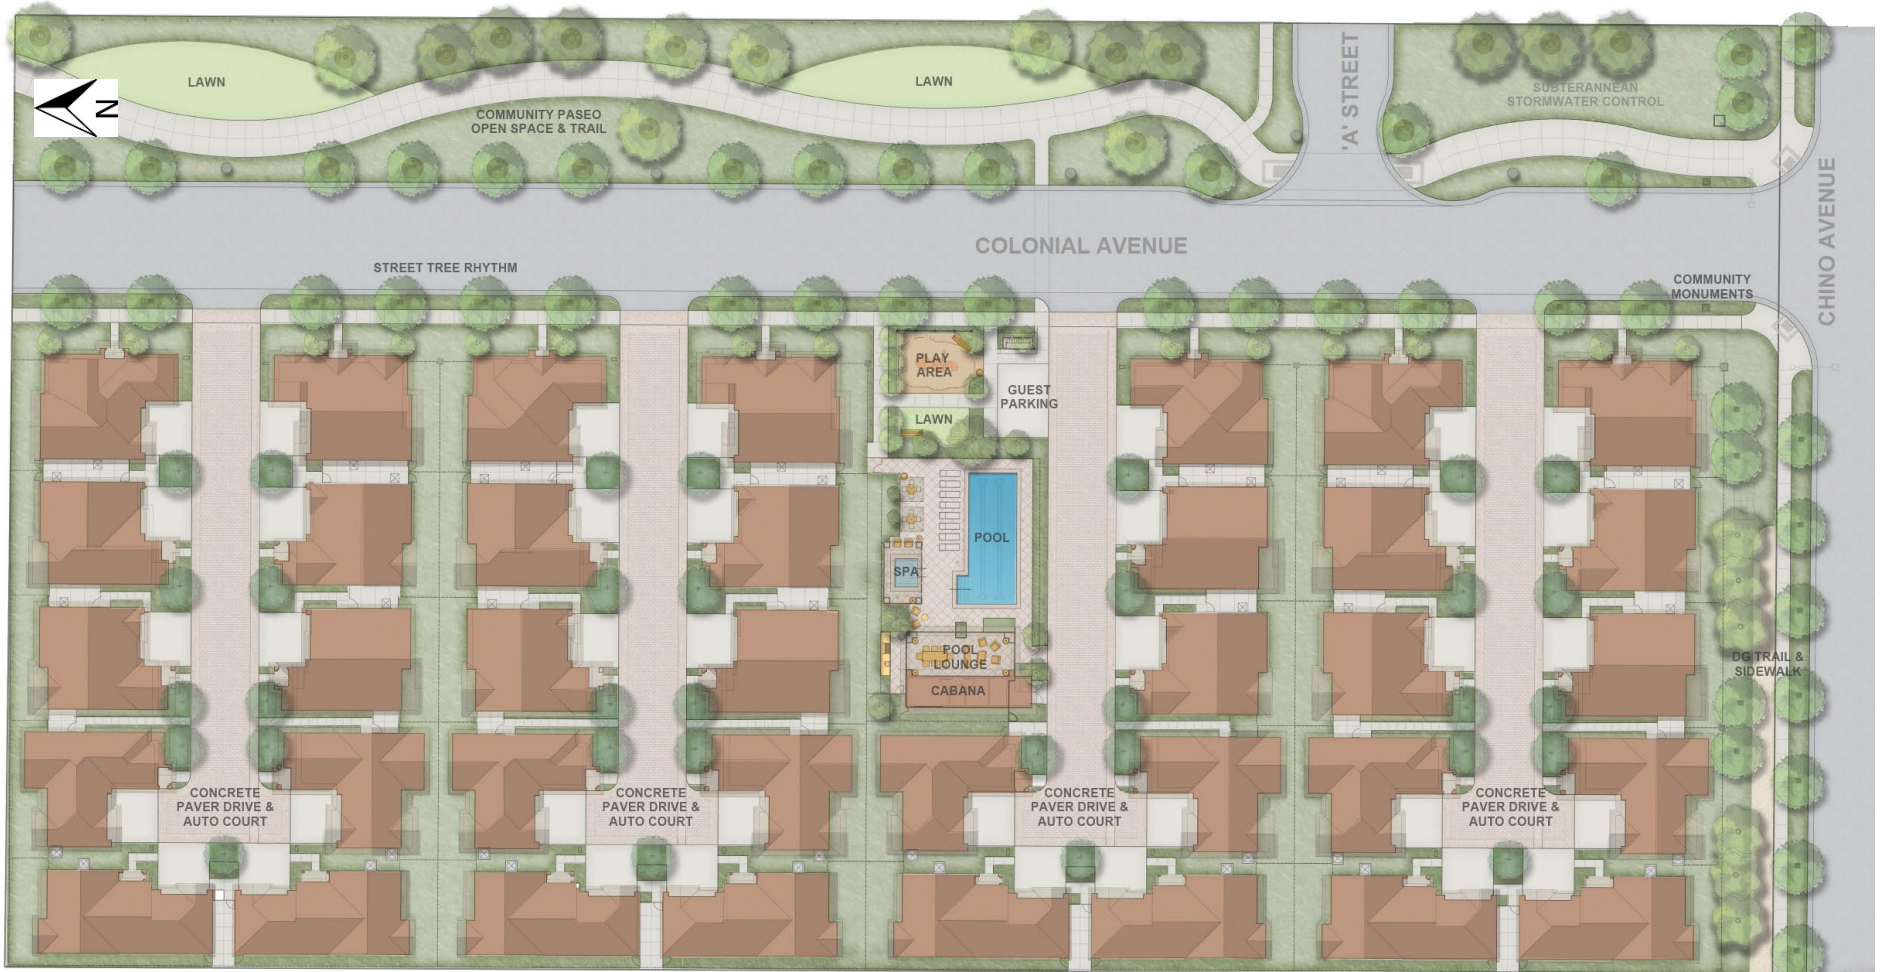 LAWN
LAWN
'A' STREET
SUBTERANNEAN
STORMWATER CONTROL
N
COMMUNITY PASEO
OPEN SPACE & TRAIL
CHINO AVENUE
COLONIAL AVENUE
STREET TREE RHYTHM
COMMUNITY
MONUMENTS
PLAY
AREA
GUEST
PARKING
LAWN
POOL
SPA
POOL
LOUNGE
CABANA
DG TRAIL &
SIDEWALK
CONCRETE
PAVER DRIVE &
AUTO COURT
CONCRETE
PAVER DRIVE &
AUTO COURT
CONCRETE
PAVER DRIVE &
AUTO COURT
CONCRETE
PAVER DRIVE &
AUTO COURT